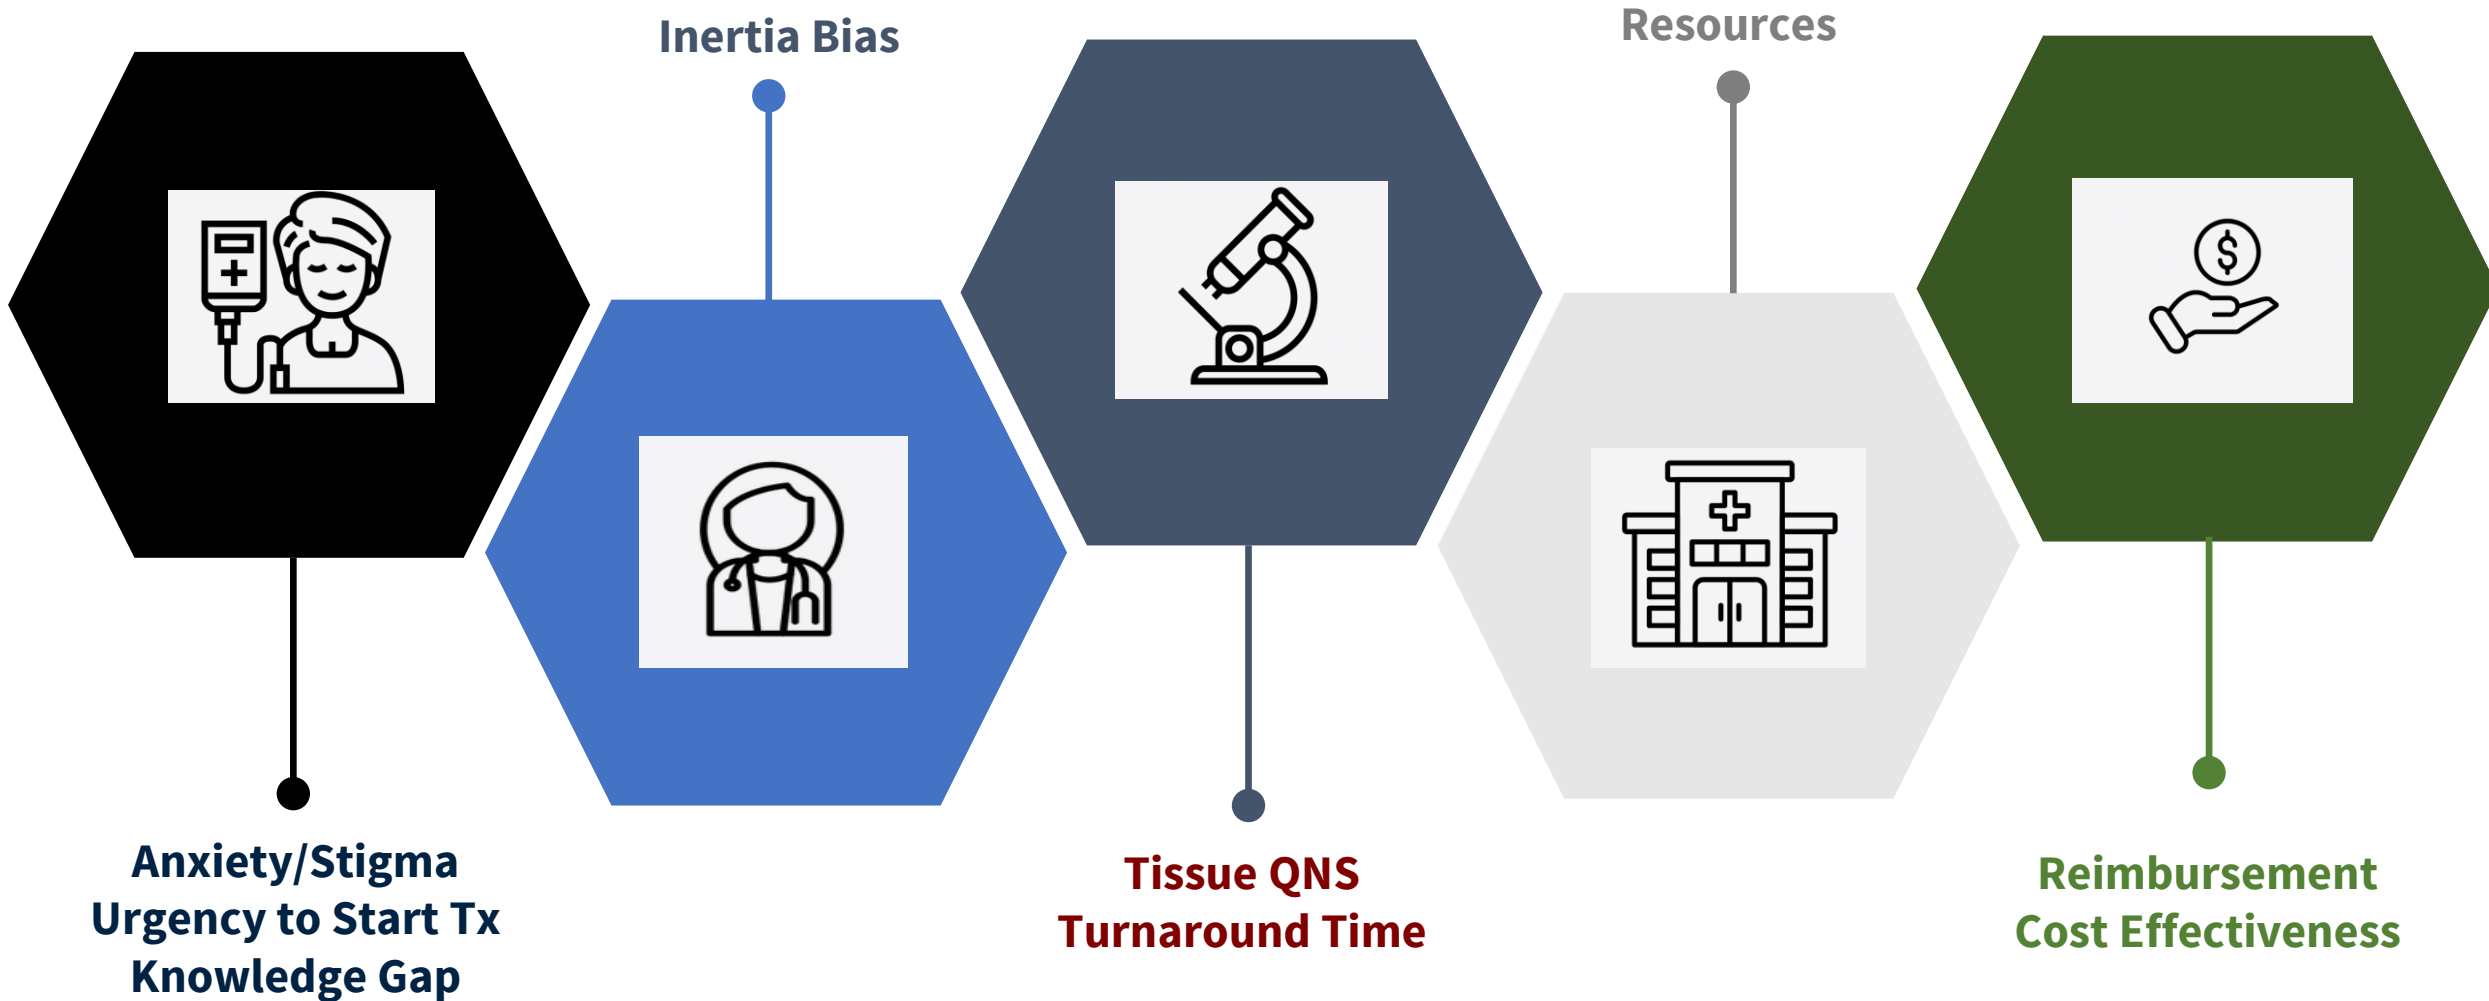 Inertia Bias
Resources
Anxiety/Stigma
Urgency to Start Tx
Knowledge Gap
Tissue QNS
Turnaround Time
Reimbursement
Cost Effectiveness
$